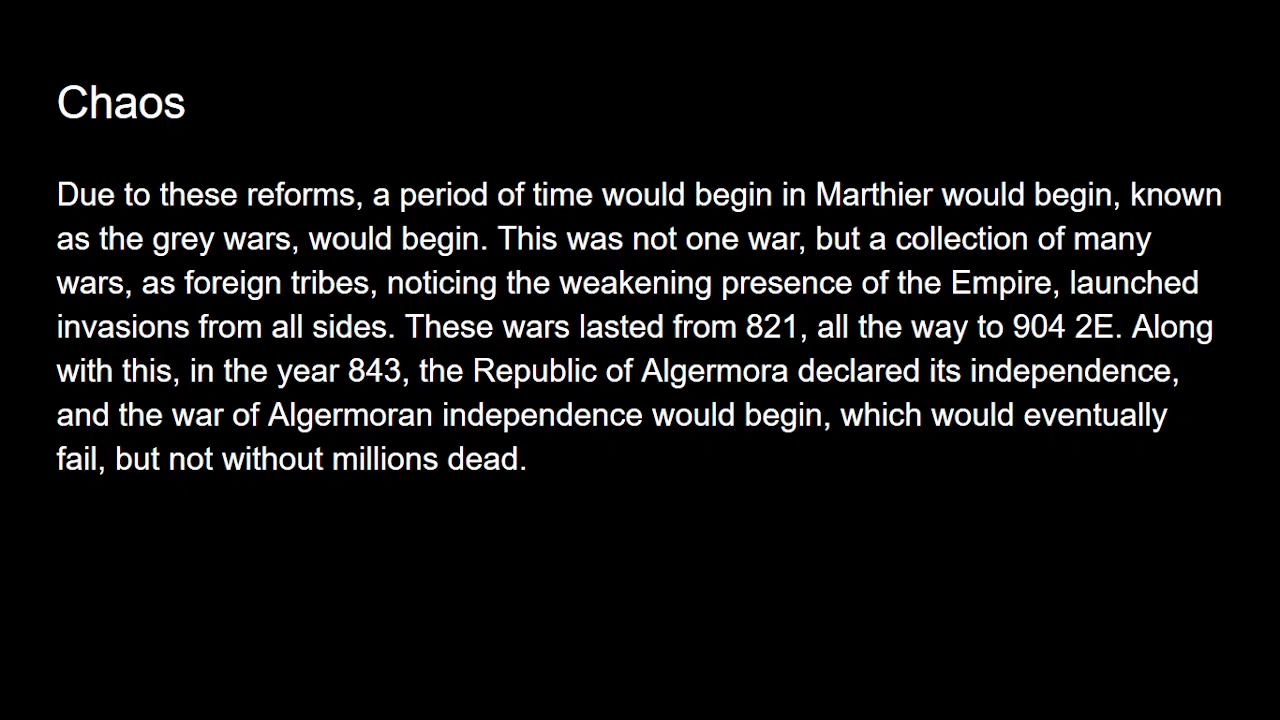 Chaos
Due to these reforms, a period of time would begin in Marthier would begin, known
as the grey wars, would begin. This was not one war, but a collection of many
wars, as foreign tribes, noticing the weakening presence of the Empire, launched
invasions from all sides. These wars lasted from 821, all the way to 904 2E. Along
with this, in the year 843, the Republic of Algermora declared its independence,
and the war of Algermoran independence would begin, which would eventually
fail, but not without millions dead.